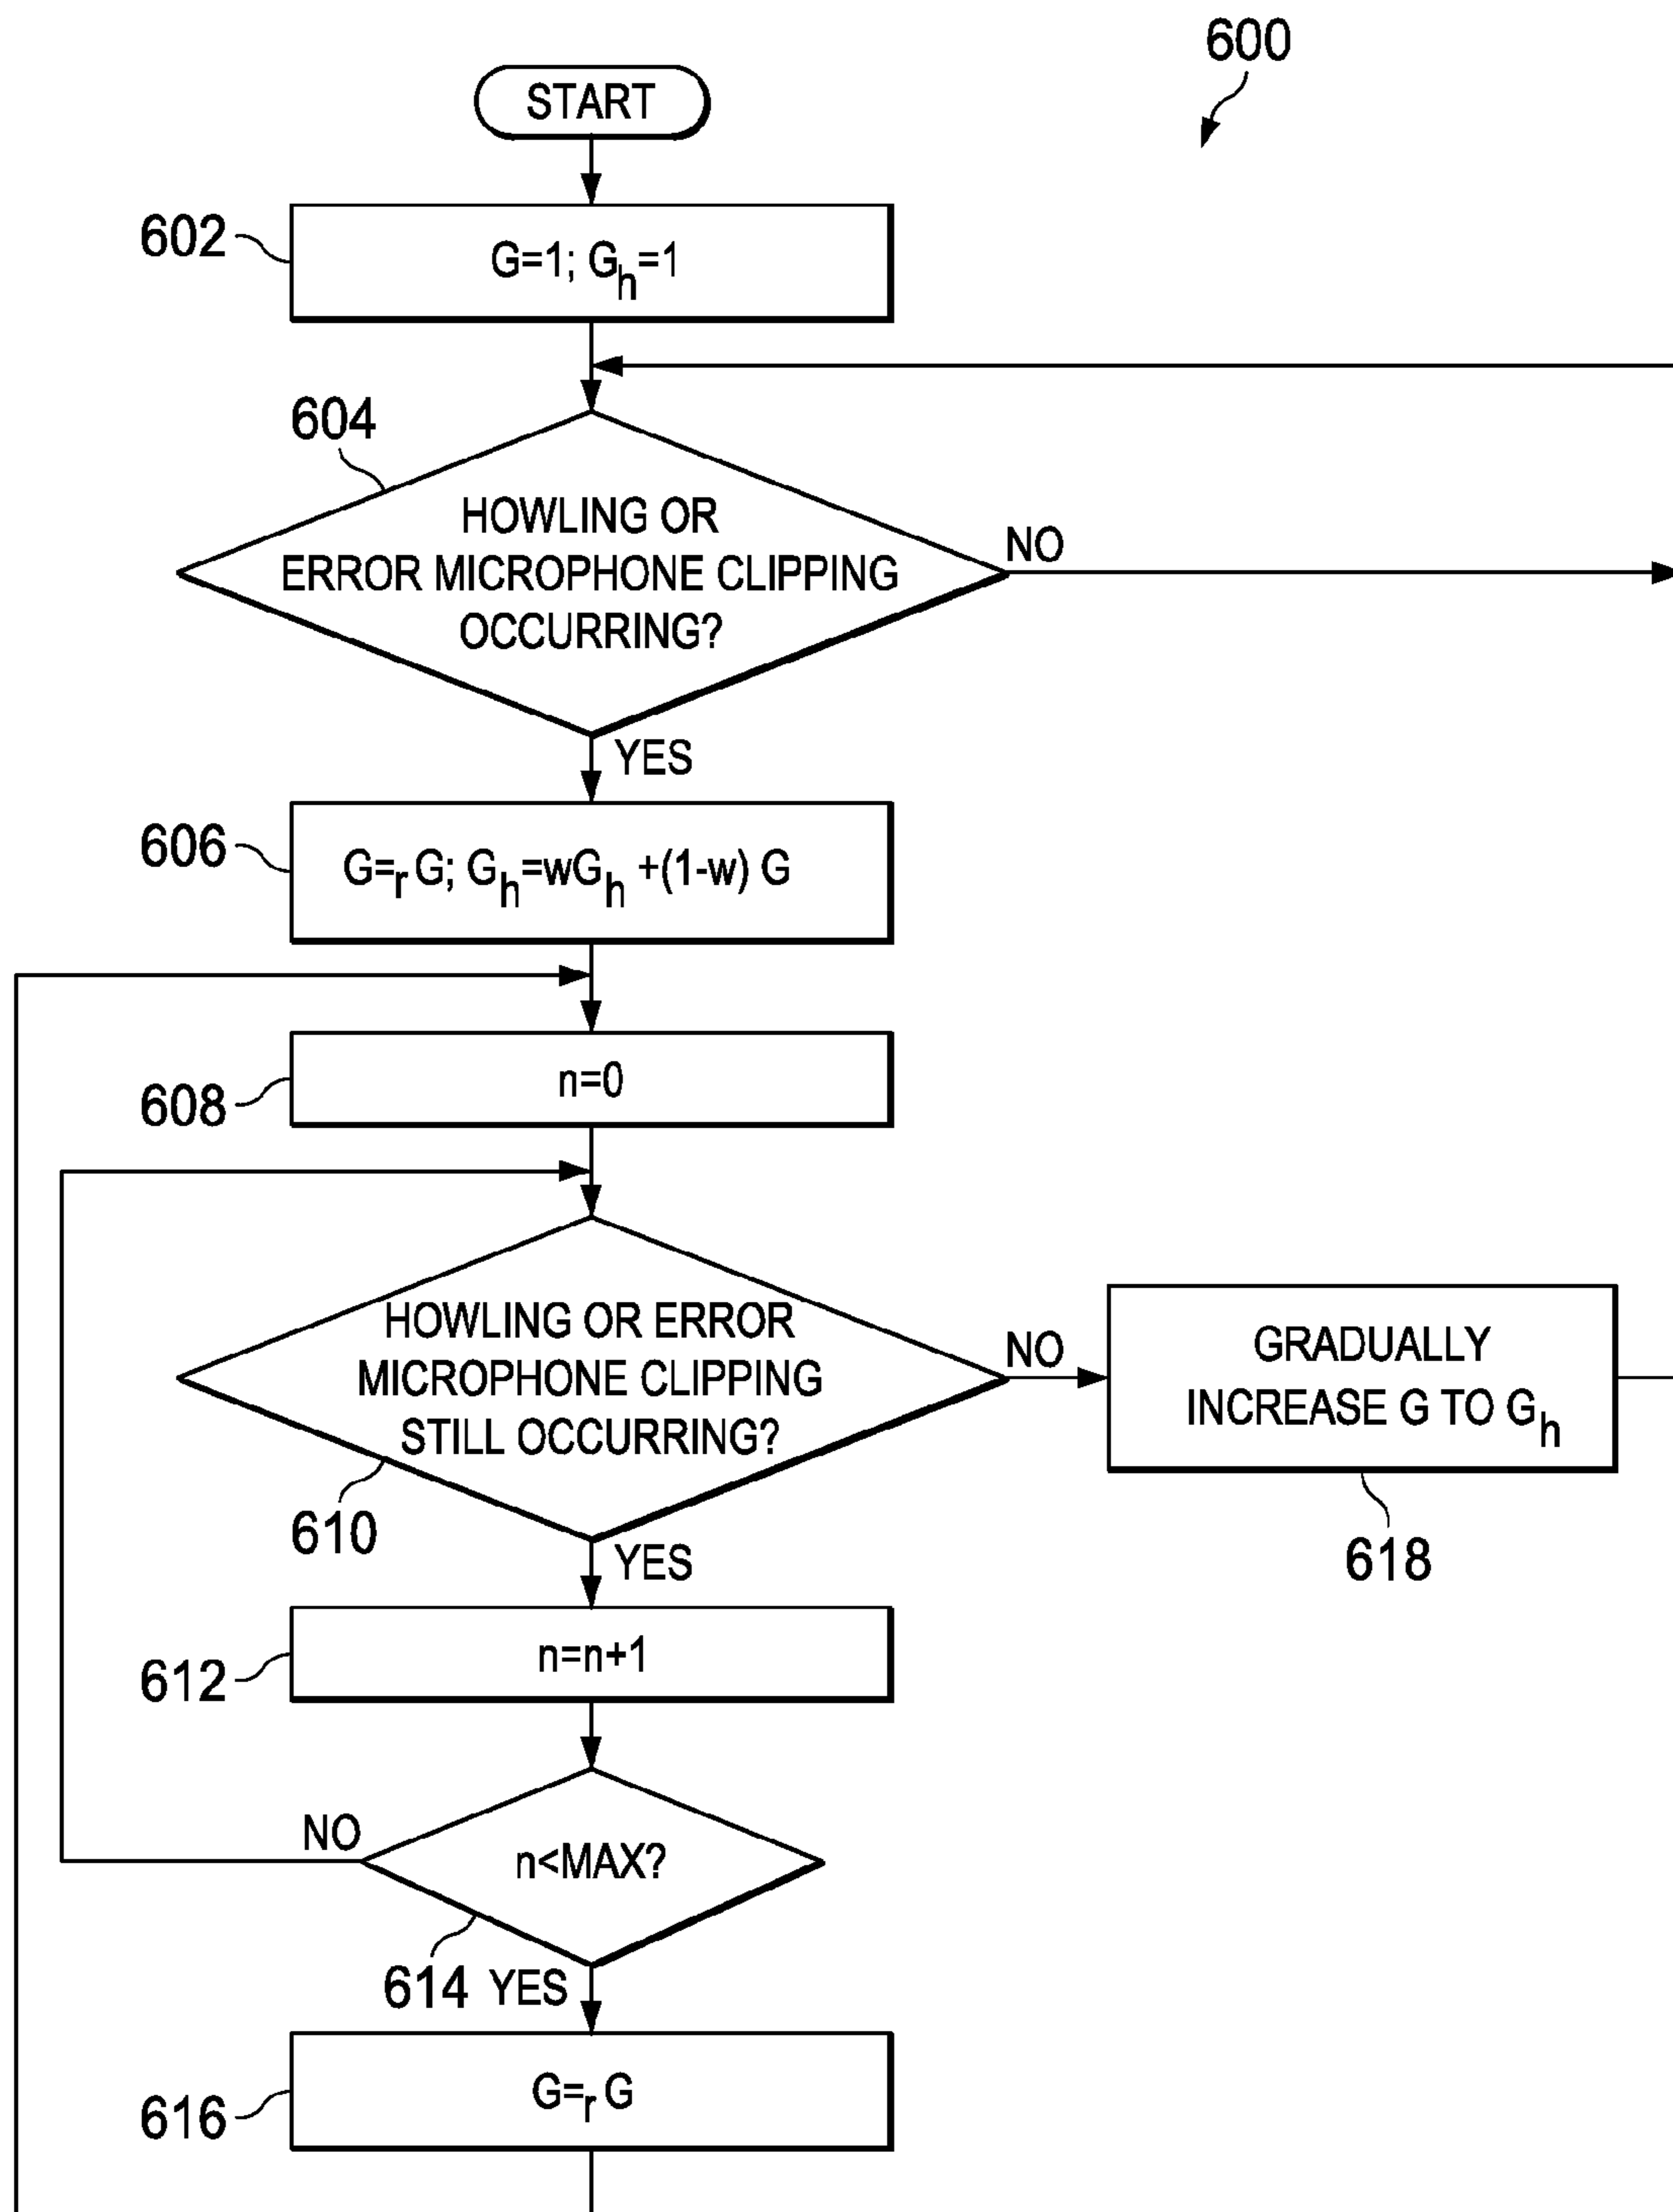 600
START
602
G=1; Gh=1
604
HOWLING OR
ERROR MICROPHONE CLIPPING
OCCURRING?
NO
YES
606
G=r G; Gh=wGh +(1-w) G
608
n=0
HOWLING OR ERROR
MICROPHONE CLIPPING
STILL OCCURRING?
NO
GRADUALLY
INCREASE G TO Gh
610
YES
618
612
n=n+1
NO
n<MAX?
614
YES
616
G=r G